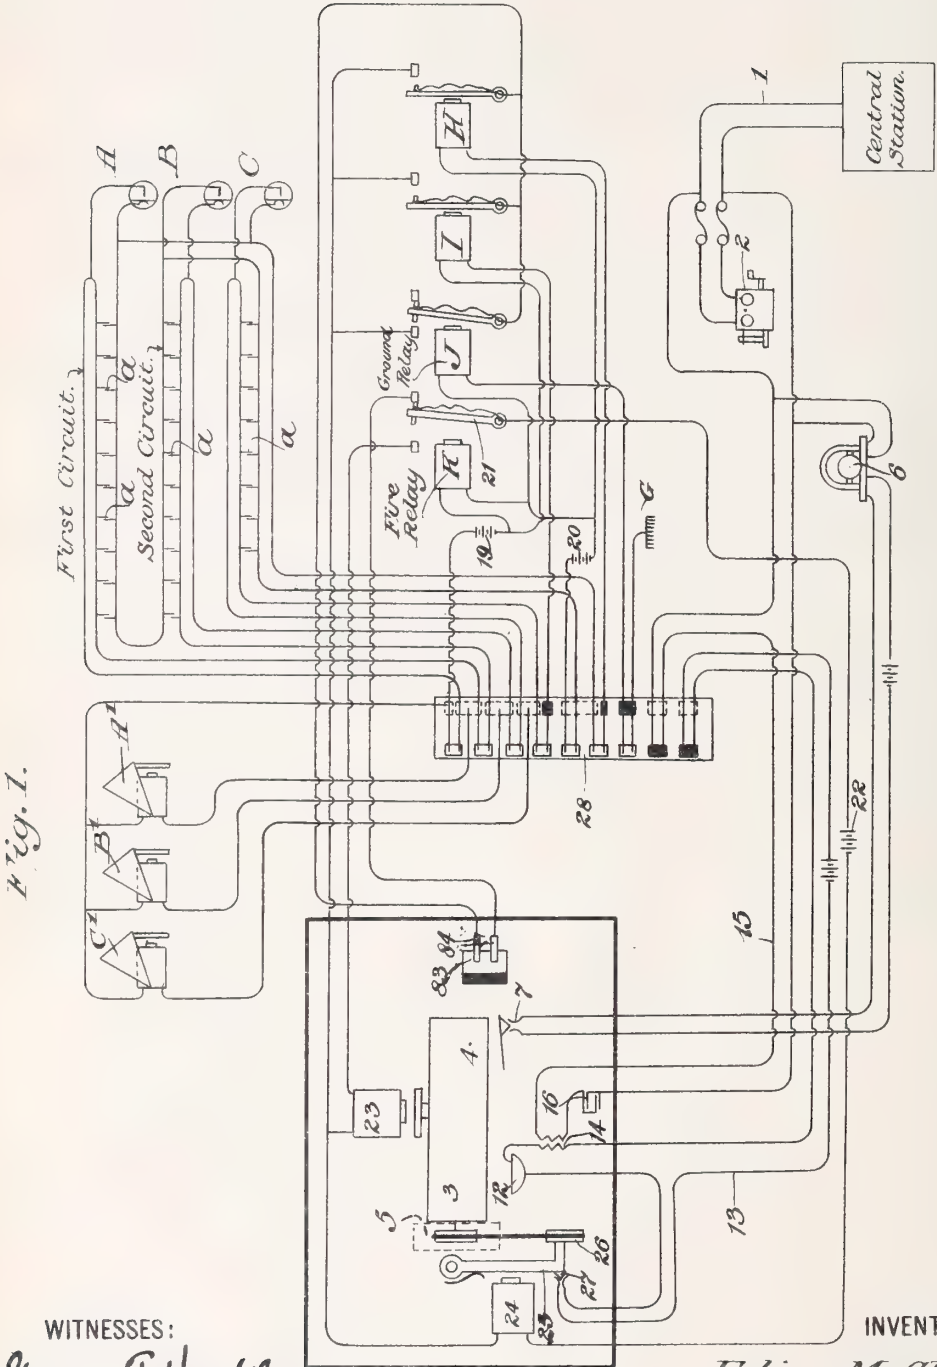 Fig. 1.
First Circuit.
Second Circuit.
A
B
C
a
a
a
a
A¹
B¹
C¹
Fire
Relay
Ground
Relay
K
J
I
H
21
19
20
G
28
1
2
6
Central
Station.
22
15
13
83
84
7
23
4.
3
5
12
14
16
24
25
26
27
WITNESSES:
INVENT